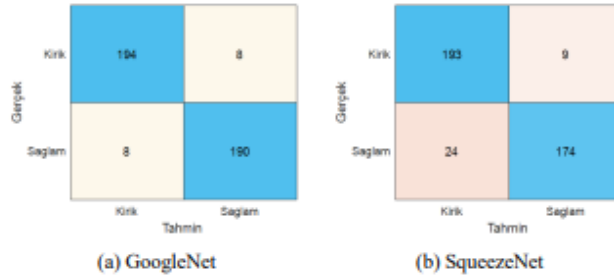 Kirik
194
8
Gerçek
Saglam
8
190
Kirik
Saglam
Tahmin
(a) GoogleNet
Kirik
193
9
Gerçek
Saglam
24
174
Kirik
Saglam
Tahmin
(b) SqueezeNet